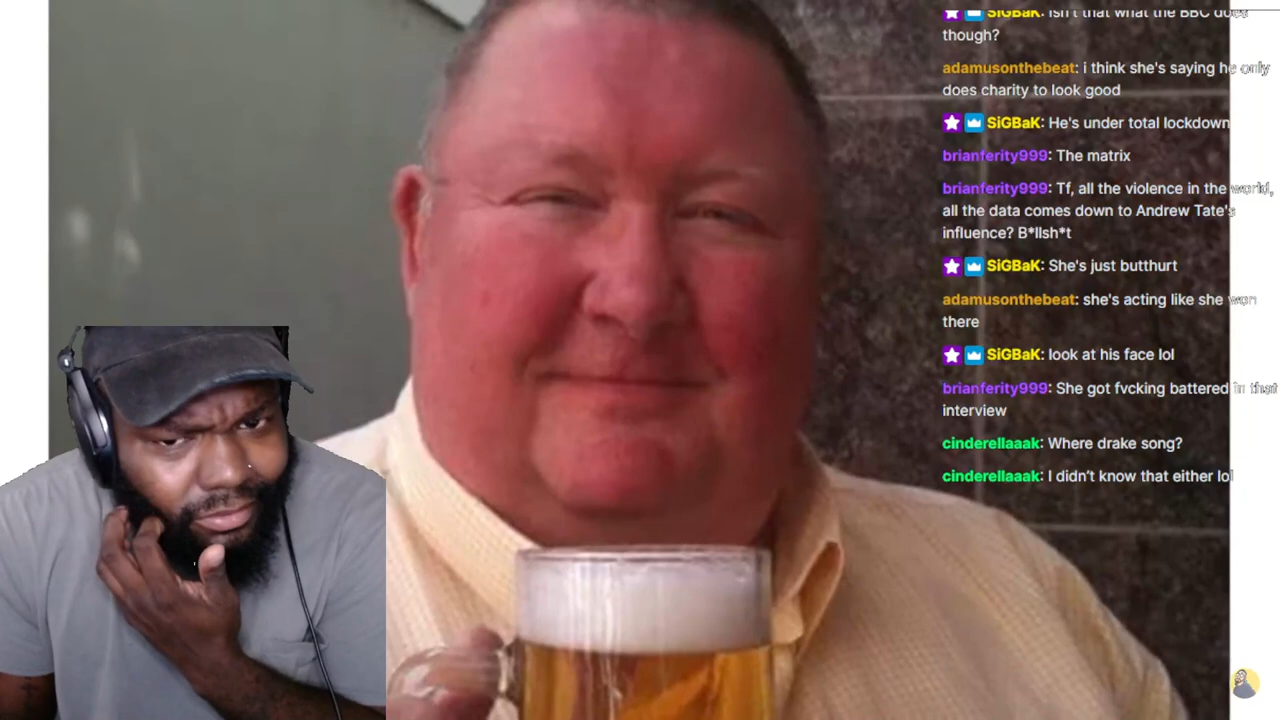 SiGBaK: Isn't that what the BBC does
though?
adamusonthebeat: i think she's saying he only
does charity to look good
SiGBaK: He's under total lockdown
brianferity999: The matrix
brianferity999: Tf, all the violence in the world,
all the data comes down to Andrew Tate's
influence? B*llsh*t
SiGBaK: She's just butthurt
adamusonthebeat: she's acting like she won
there
SiGBaK: look at his face lol
brianferity999: She got fvcking battered in that
interview
cinderellaaak: Where drake song?
cinderellaaak: I didn't know that either lol